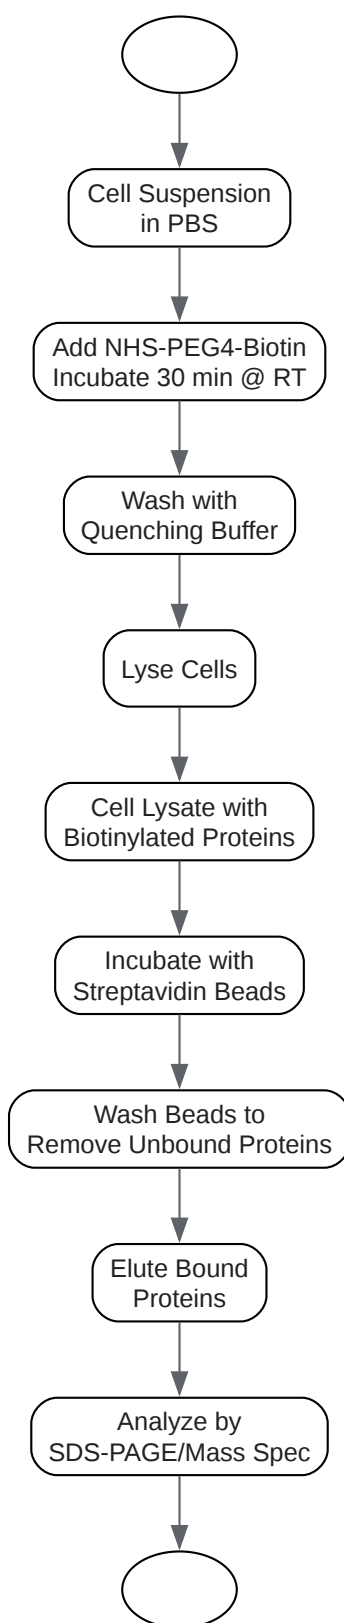 Cell Suspension
in PBS
Add NHS-PEG4-Biotin
Incubate 30 min @ RT
Wash with
Quenching Buffer
Lyse Cells
Cell Lysate with
Biotinylated Proteins
Incubate with
Streptavidin Beads
Wash Beads to
Remove Unbound Proteins
Elute Bound
Proteins
Analyze by
SDS-PAGE/Mass Spec